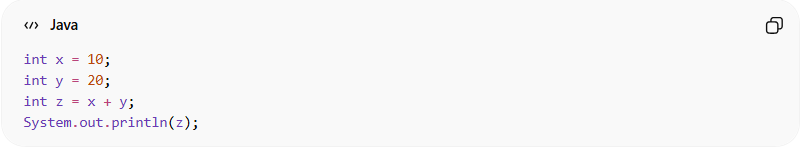 Java
int x = 10;
int y = 20;
int z = x + y;
System.out.println(z);